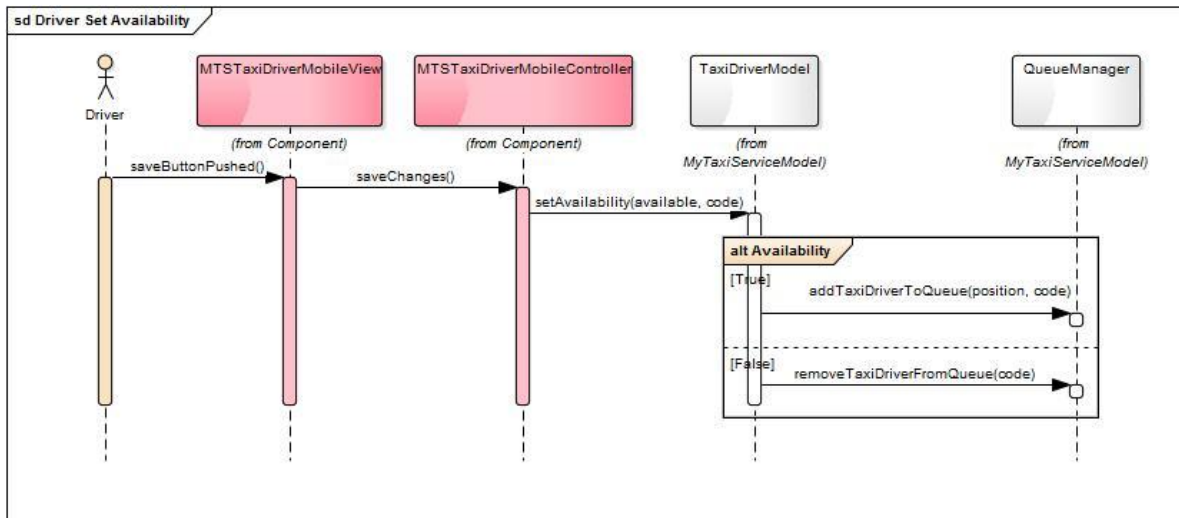 sd Driver Set Availability
MTSTaxiDriverMobileView
MTSTaxiDriverMobileController
TaxiDriverModel
QueueManager
Driver
(from Component)
(from Component)
(from
MyTaxiServiceModel)
(from
MyTaxiServiceModel)
saveButtonPushed()
saveChanges()
setAvailability(available, code)
alt Availability
[True]
addTaxiDriverToQueue(position, code)
[False]
removeTaxiDriverFromQueue(code)